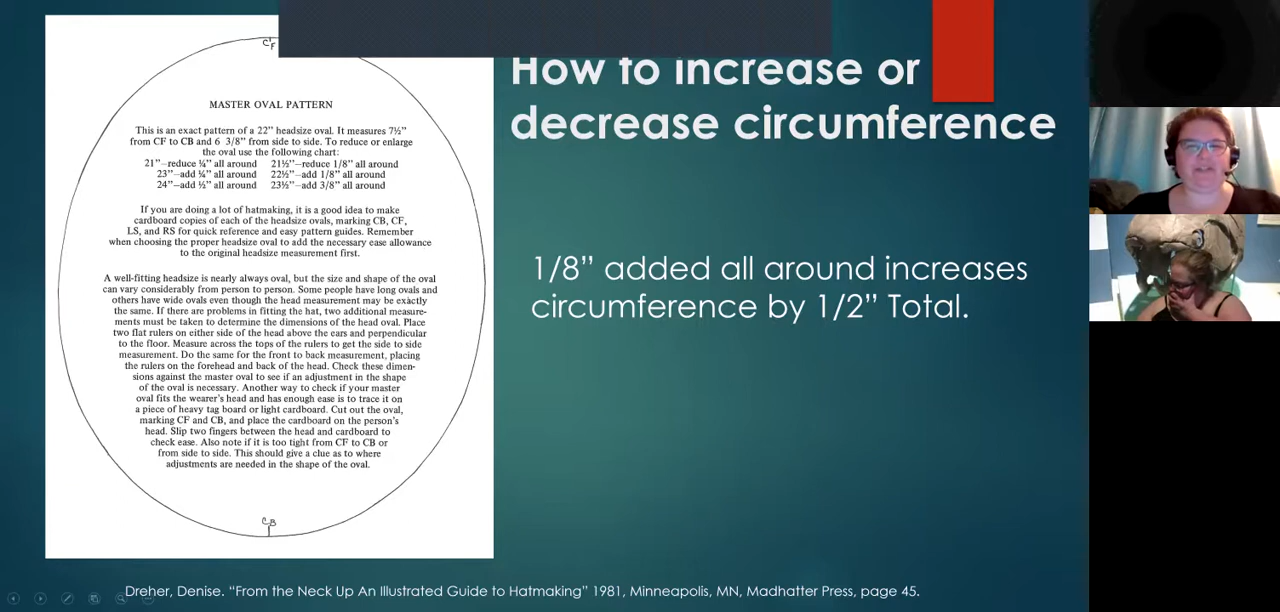 How to increase or
decrease circumference
CF
MASTER OVAL PATTERN
This is an exact pattern of a 22” headsize oval. It measures 7½”
from CF to CB and 6 3/8” from side to side. To reduce or enlarge
the oval use the following chart:
21”—reduce ¼” all around 21½”—reduce 1/8” all around
23”—add ¼” all around 22½”—add 1/8” all around
24”—add ½” all around 23½”—add 3/8” all around
If you are doing a lot of hatmaking, it is a good idea to make
cardboard copies of each of the headsize ovals, marking CB, CF,
LS, and RS for quick reference and easy pattern guides. Remember
when choosing the proper headsize oval to add the necessary ease allowance
to the original headsize measurement first.
A well-fitting headsize is nearly always oval, but the size and shape of the oval
can vary considerably from person to person. Some people have long ovals and
others have wide ovals even though the head measurement may be exactly
the same. If there are problems in fitting the hat, two additional measure-
ments must be taken to determine the dimensions of the head oval. Place
two flat rulers on either side of the head above the ears and perpendicular
to the floor. Measure across the tops of the rulers to get the side to side
measurement. Do the same for the front to back measurement, placing
the rulers on the forehead and back of the head. Check these dimen-
sions against the master oval to see if an adjustment in the shape
of the oval is necessary. Another way to check if your master
oval fits the wearer's head and has enough ease is to trace it on
a piece of heavy tag board or light cardboard. Cut out the oval,
marking CF and CB, and place the cardboard on the person's
head. Slip two fingers between the head and cardboard to
check ease. Also note if it is too tight from CF to CB or
from side to side. This should give a clue as to where
adjustments are needed in the shape of the oval.
CB
1/8” added all around increases
circumference by 1/2” Total.
Dreher, Denise. “From the Neck Up An Illustrated Guide to Hatmaking” 1981, Minneapolis, MN, Madhatter Press, page 45.